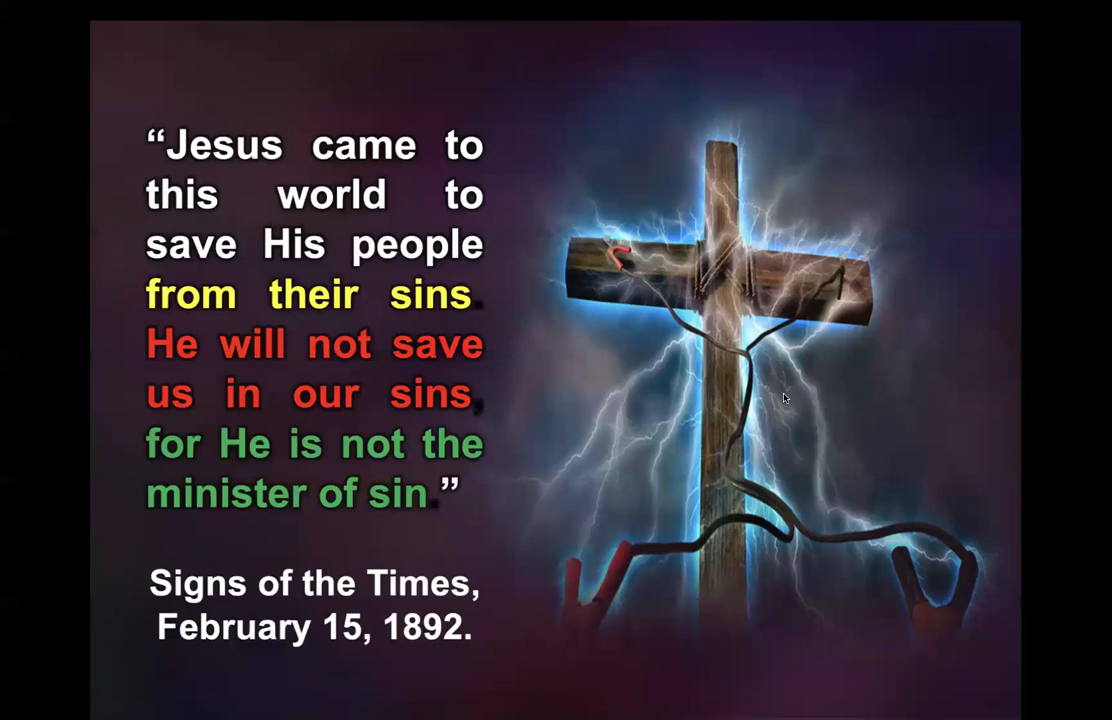 “Jesus came to
this world to
save His people
from their sins.
He will not save
us in our sins,
for He is not the
minister of sin.”
Signs of the Times,
February 15, 1892.